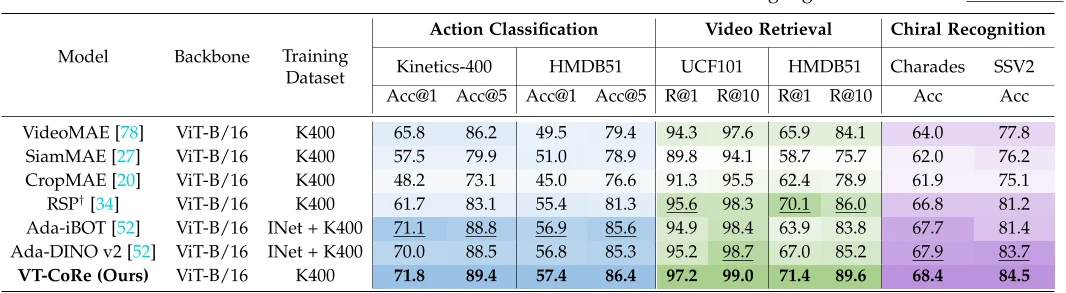 Action Classification Video Retrieval Chiral Recognition
Model Backbone Training Dataset
Kinetics-400 HMDB51 UCF101 HMDB51 Charades SSV2
Acc@1 Acc@5 Acc@1 Acc@5 R@1 R@10 R@1 R@10 Acc Acc
VideoMAE [78] ViT-B/16 K400 65.8 86.2 49.5 79.4 94.3 97.6 65.9 84.1 64.0 77.8
SiamMAE [27] ViT-B/16 K400 57.5 79.9 51.0 78.9 89.8 94.1 58.7 75.7 62.0 76.2
CropMAE [20] ViT-B/16 K400 48.2 73.1 45.0 76.6 91.3 95.5 62.4 78.9 61.9 75.1
RSP† [34] ViT-B/16 K400 61.7 83.1 55.4 81.3 95.6 98.3 70.1 86.0 66.8 81.2
Ada-iBOT [52] ViT-B/16 INet + K400 71.1 88.8 56.9 85.6 94.9 98.4 63.9 83.8 67.7 81.4
Ada-DINO v2 [52] ViT-B/16 INet + K400 70.0 88.5 56.8 85.3 95.2 98.7 67.0 85.2 67.9 83.7
VT-CoRe (Ours) ViT-B/16 K400 71.8 89.4 57.4 86.4 97.2 99.0 71.4 89.6 68.4 84.5